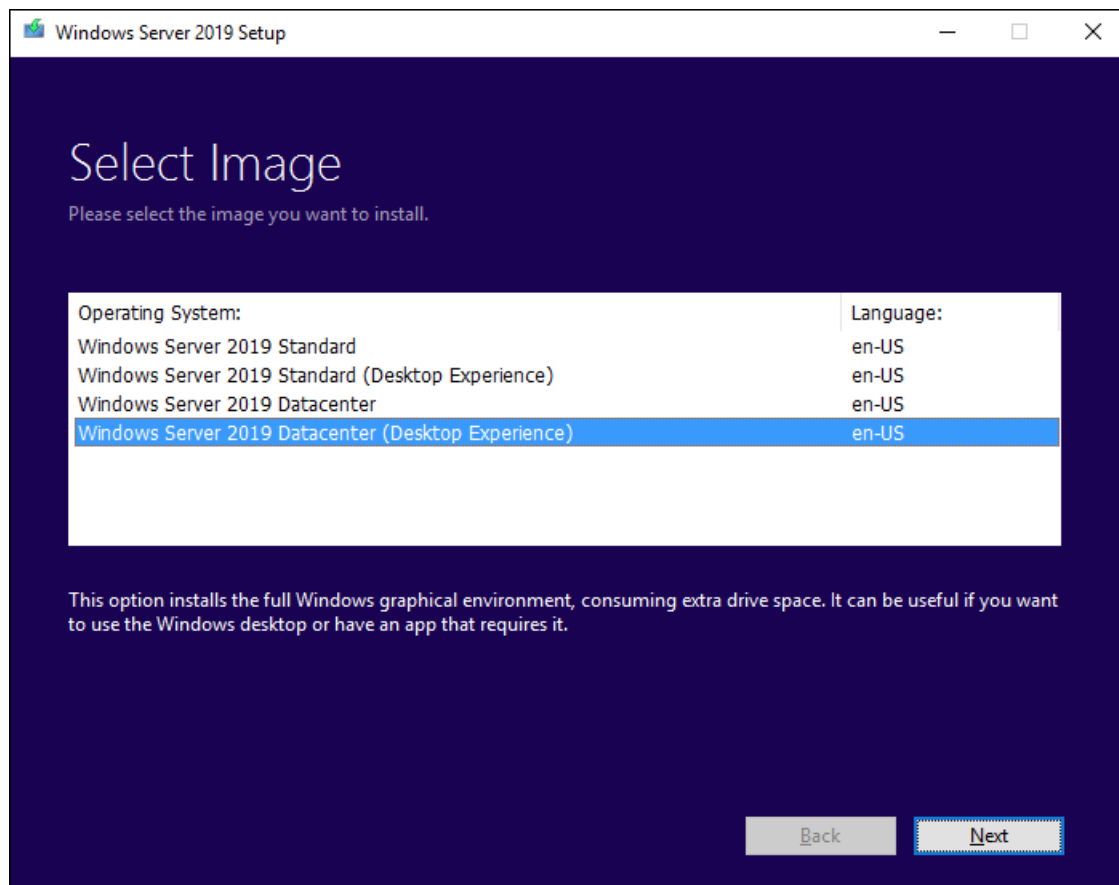 Windows Server 2019 Setup
Select Image
Please select the image you want to install.
Operating System: Language:
Windows Server 2019 Standard en-US
Windows Server 2019 Standard (Desktop Experience) en-US
Windows Server 2019 Datacenter en-US
Windows Server 2019 Datacenter (Desktop Experience) en-US
This option installs the full Windows graphical environment, consuming extra drive space. It can be useful if you want
to use the Windows desktop or have an app that requires it.
Back Next